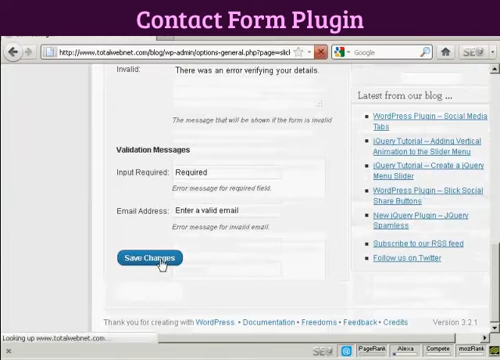 Contact Form Plugin
http://www.totalwebnet.com/blog/wp-admin/options-general.php?page=slick
Google
Invalid:
There was an error verifying your details.
The message that will be shown if the form is invalid
Validation Messages
Input Required:
Required
Error message for required field.
Email Address:
Enter a valid email
Error message for invalid email.
Save Changes
Latest from our blog ...
WordPress Plugin – Social Media
Tabs
jQuery Tutorial – Adding Vertical
Animation to the Slider Menu
jQuery Tutorial – Create a jQuery
Menu Slider
WordPress Plugin – Slick Social
Share Buttons
New jQuery Plugin – JQuery
Spamless
Subscribe to our RSS feed
Follow us on Twitter
Thank you for creating with WordPress • Documentation • Freedoms • Feedback • Credits
Version 3.2.1
Looking up www.totalwebnet.com...
PageRank
Alexa
Compete
mozRank